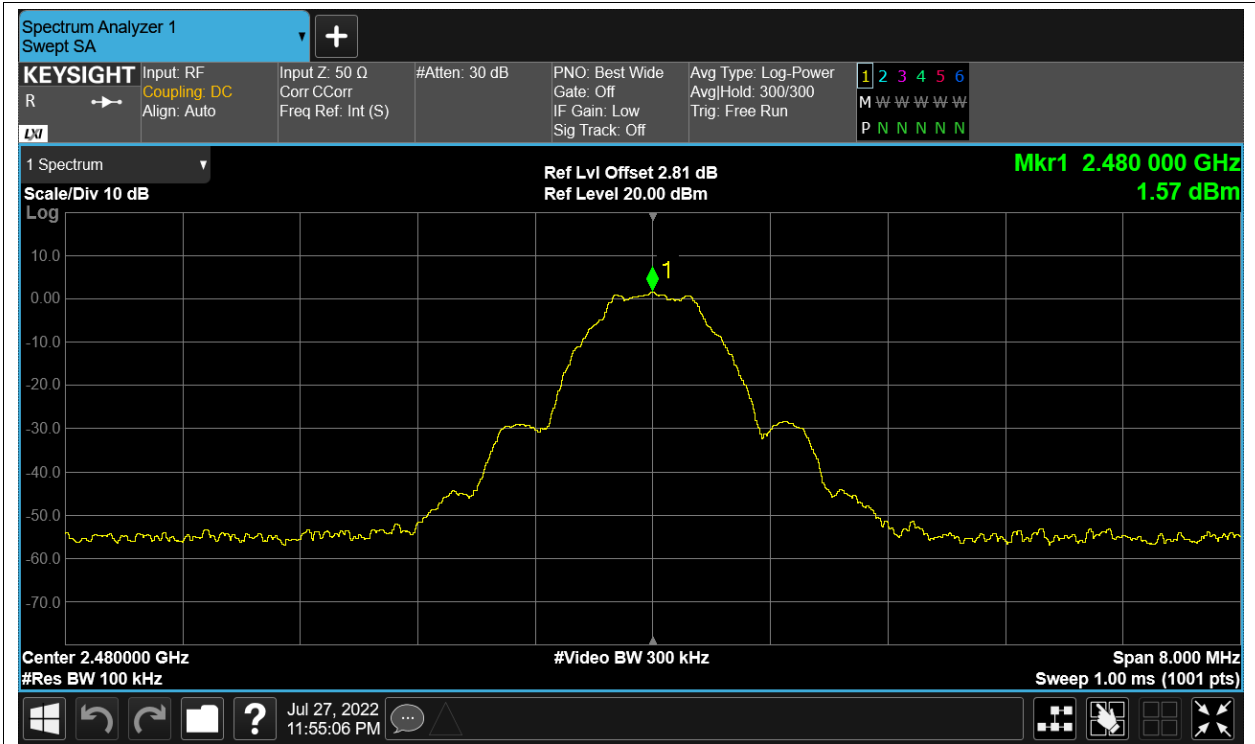 Spectrum Analyzer 1
Swept SA
+
KEYSIGHT
R
LXI
Input: RF
Coupling: DC
Align: Auto
Input Z: 50 Ω
Corr CCorr
Freq Ref: Int (S)
#Atten: 30 dB
PNO: Best Wide
Gate: Off
IF Gain: Low
Sig Track: Off
Avg Type: Log-Power
Avg|Hold: 300/300
Trig: Free Run
1 2 3 4 5 6
M W W W W W
P N N N N N
1 Spectrum
Scale/Div 10 dB
Log
Ref Lvl Offset 2.81 dB
Ref Level 20.00 dBm
Mkr1 2.480 000 GHz
1.57 dBm
1
10.0
0.00
-10.0
-20.0
-30.0
-40.0
-50.0
-60.0
-70.0
Center 2.480000 GHz
#Res BW 100 kHz
#Video BW 300 kHz
Span 8.000 MHz
Sweep 1.00 ms (1001 pts)
?
Jul 27, 2022
11:55:06 PM